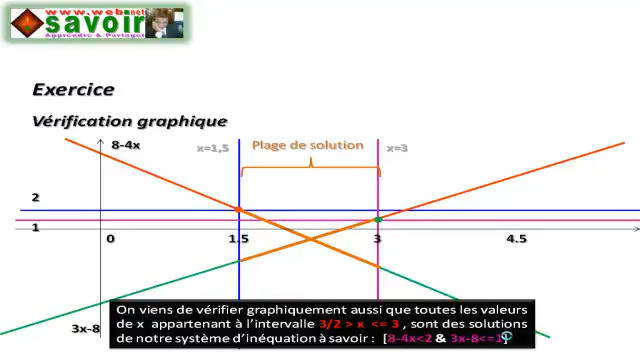 www.web net
savoir
Apprendre à Partager
Exercice
Vérification graphique
8-4x
x=1,5
Plage de solution
x=3
2
1
0
1.5
3
4.5
3x-8
On viens de vérifier graphiquement aussi que toutes les valeurs
de x appartenant à l'intervalle 3/2 > x <= 3 , sont des solutions
de notre système d'inéquation à savoir : [8-4x<2 & 3x-8<=1]